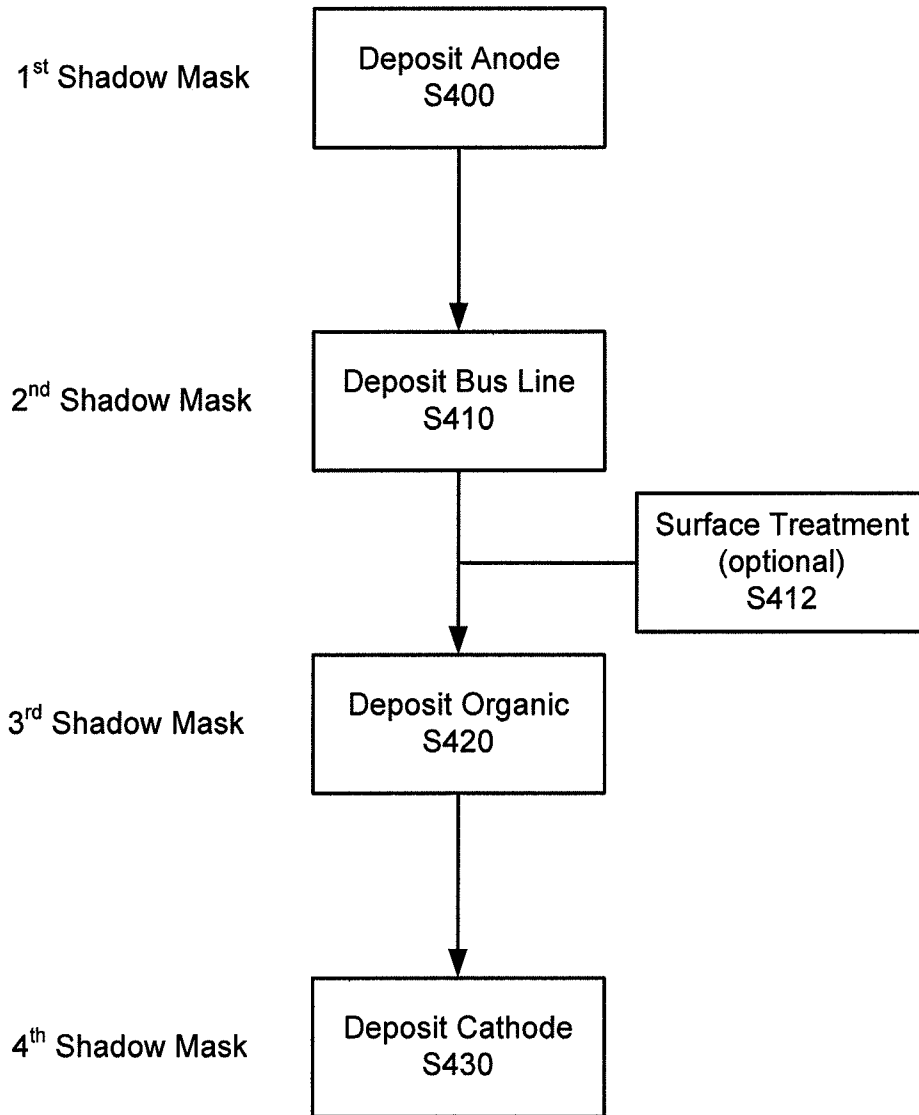 1st Shadow Mask
Deposit Anode
S400
2nd Shadow Mask
Deposit Bus Line
S410
Surface Treatment
(optional)
S412
3rd Shadow Mask
Deposit Organic
S420
4th Shadow Mask
Deposit Cathode
S430